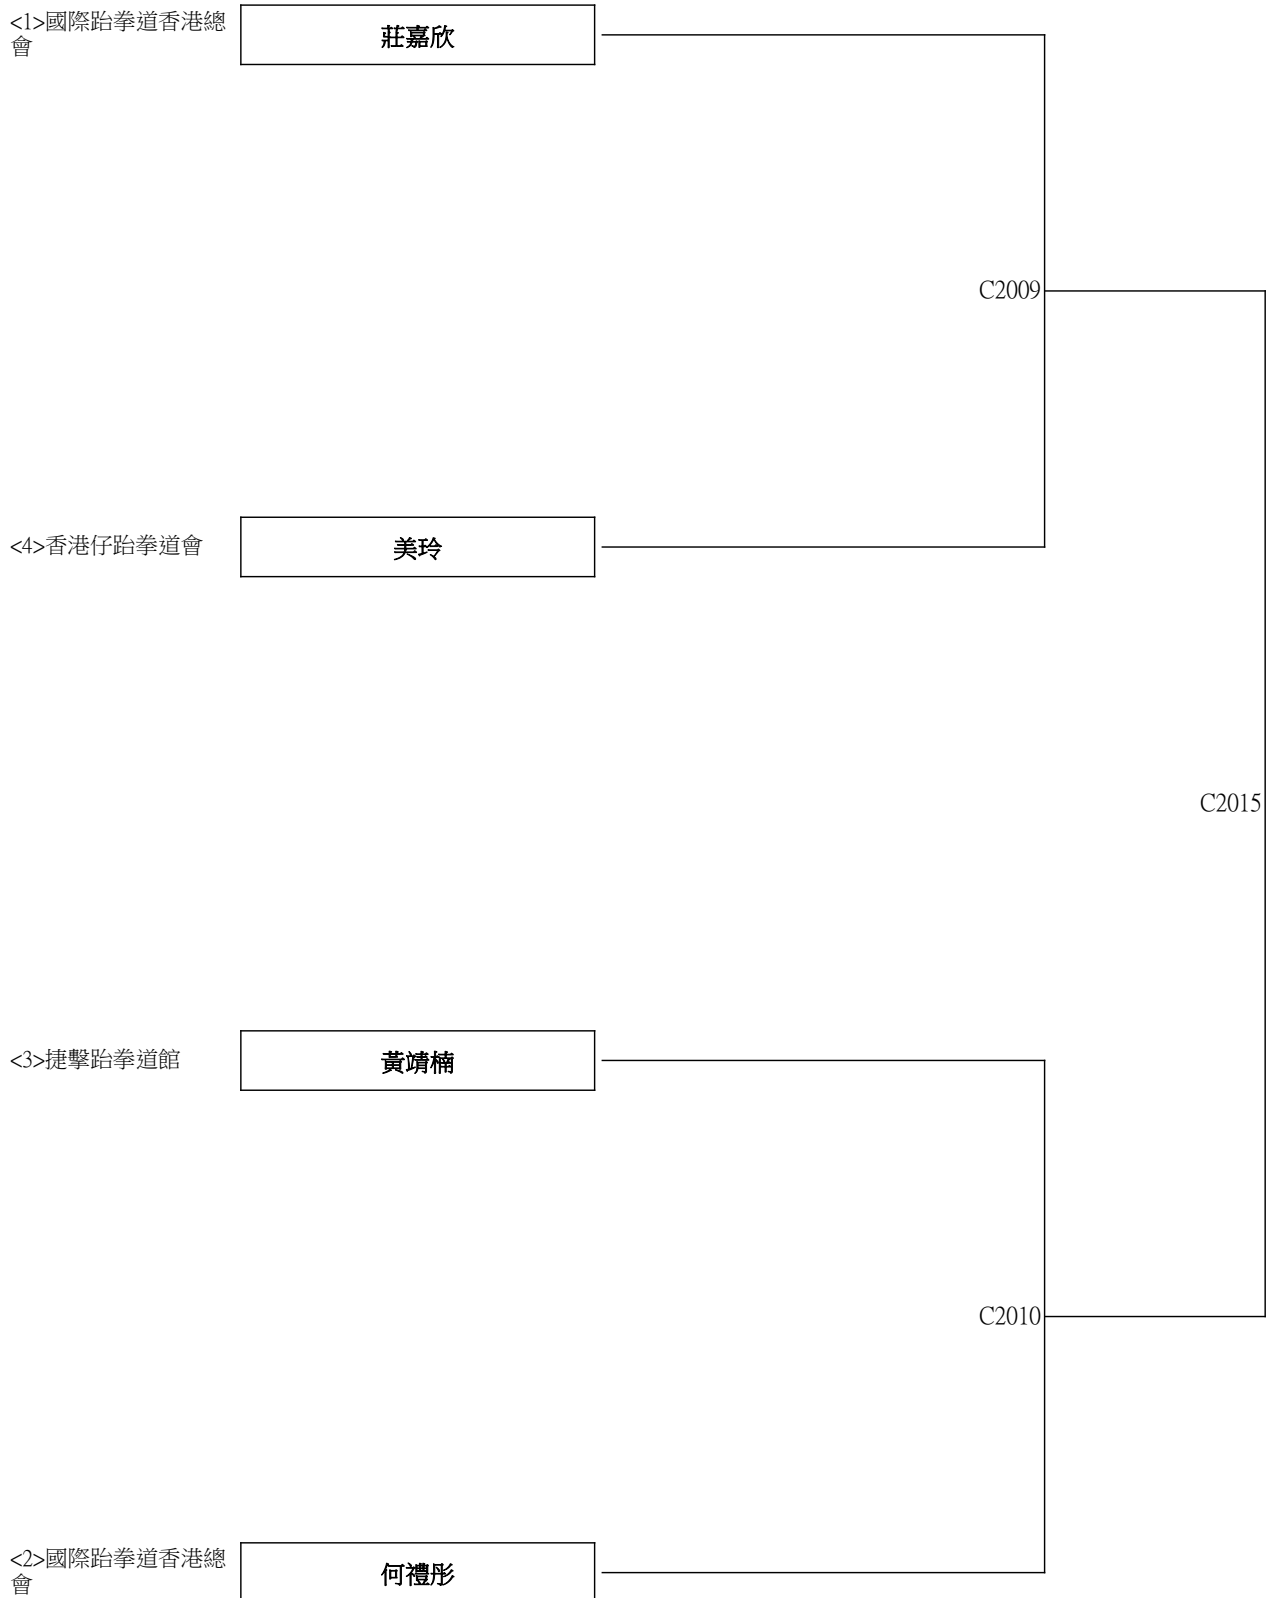 <1>國際跆拳道香港總
會
莊嘉欣
C2009
<4>香港仔跆拳道會
美玲
C2015
<3>捷擊跆拳道館
黃靖楠
C2010
<2>國際跆拳道香港總
會
何禮彤